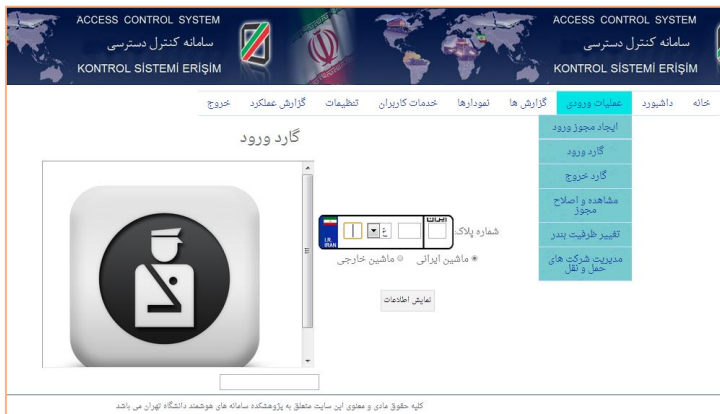 ACCESS CONTROL SYSTEM
سامانه کنترل دسترسی
KONTROL SİSTEMİ ERİŞİM
ACCESS CONTROL SYSTEM
سامانه کنترل دسترسی
KONTROL SİSTEMİ ERİŞİM
خانه داشبورد عملیات ورودی گزارش ها نمودارها خدمات کاربران تنظیمات گزارش عملکرد خروج
ایجاد مجوز ورود
گارد ورود
گارد خروج
مشاهده و اصلاح
مجوز
تغییر ظرفیت بندر
مدیریت شرکت های
حمل و نقل
گارد ورود
شماره پلاک:
ایران
ع
I.R.
IRAN
ماشین ایرانی ماشین خارجی
نمایش اطلاعات
کلیه حقوق مادی و معنوی این سایت متعلق به پژوهشکده سامانه های هوشمند دانشگاه تهران می باشد